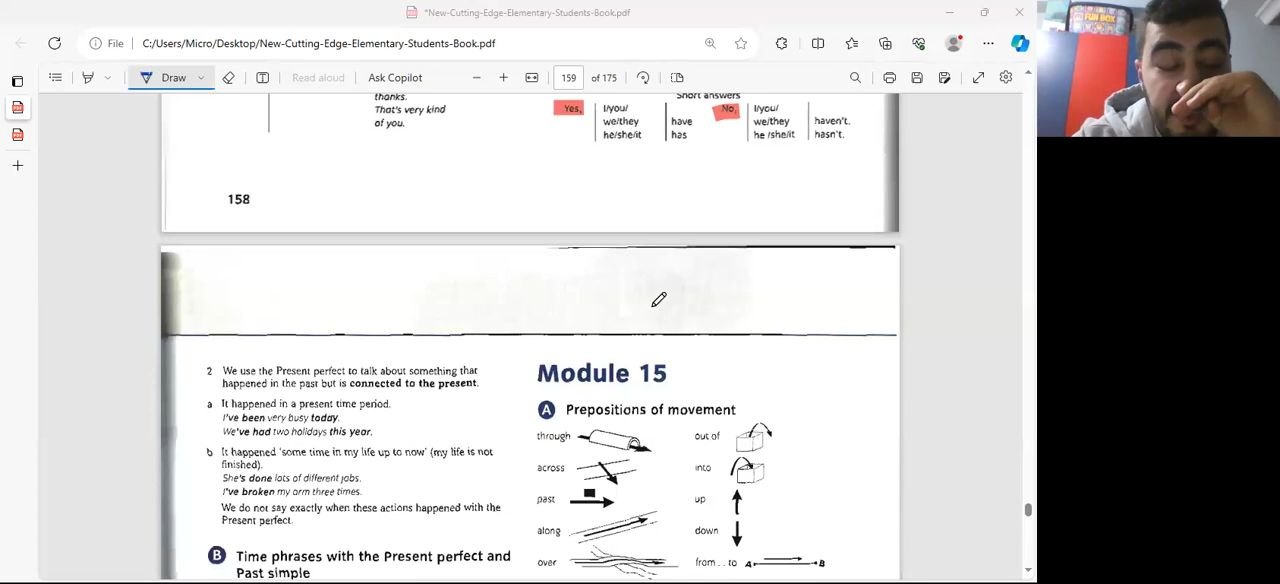 *New-Cutting-Edge-Elementary-Students-Book.pdf
File C:/Users/Micro/Desktop/New-Cutting-Edge-Elementary-Students-Book.pdf
Draw Read aloud Ask Copilot 159 of 175
FUN BOX
thanks.
That's very kind
of you.
Short answers
Yes, I/you/ No, I/you/
we/they have we/they haven't.
he/she/it has he /she/it hasn't.
158
2 We use the Present perfect to talk about something that
happened in the past but is connected to the present.
a It happened in a present time period.
I've been very busy today.
We've had two holidays this year.
b It happened 'some time in my life up to now' (my life is not
finished).
She's done lots of different jobs.
I've broken my arm three times.
We do not say exactly when these actions happened with the
Present perfect.
B Time phrases with the Present perfect and
Past simple
Module 15
A Prepositions of movement
through out of
across into
past up
along down
over from . . to A B